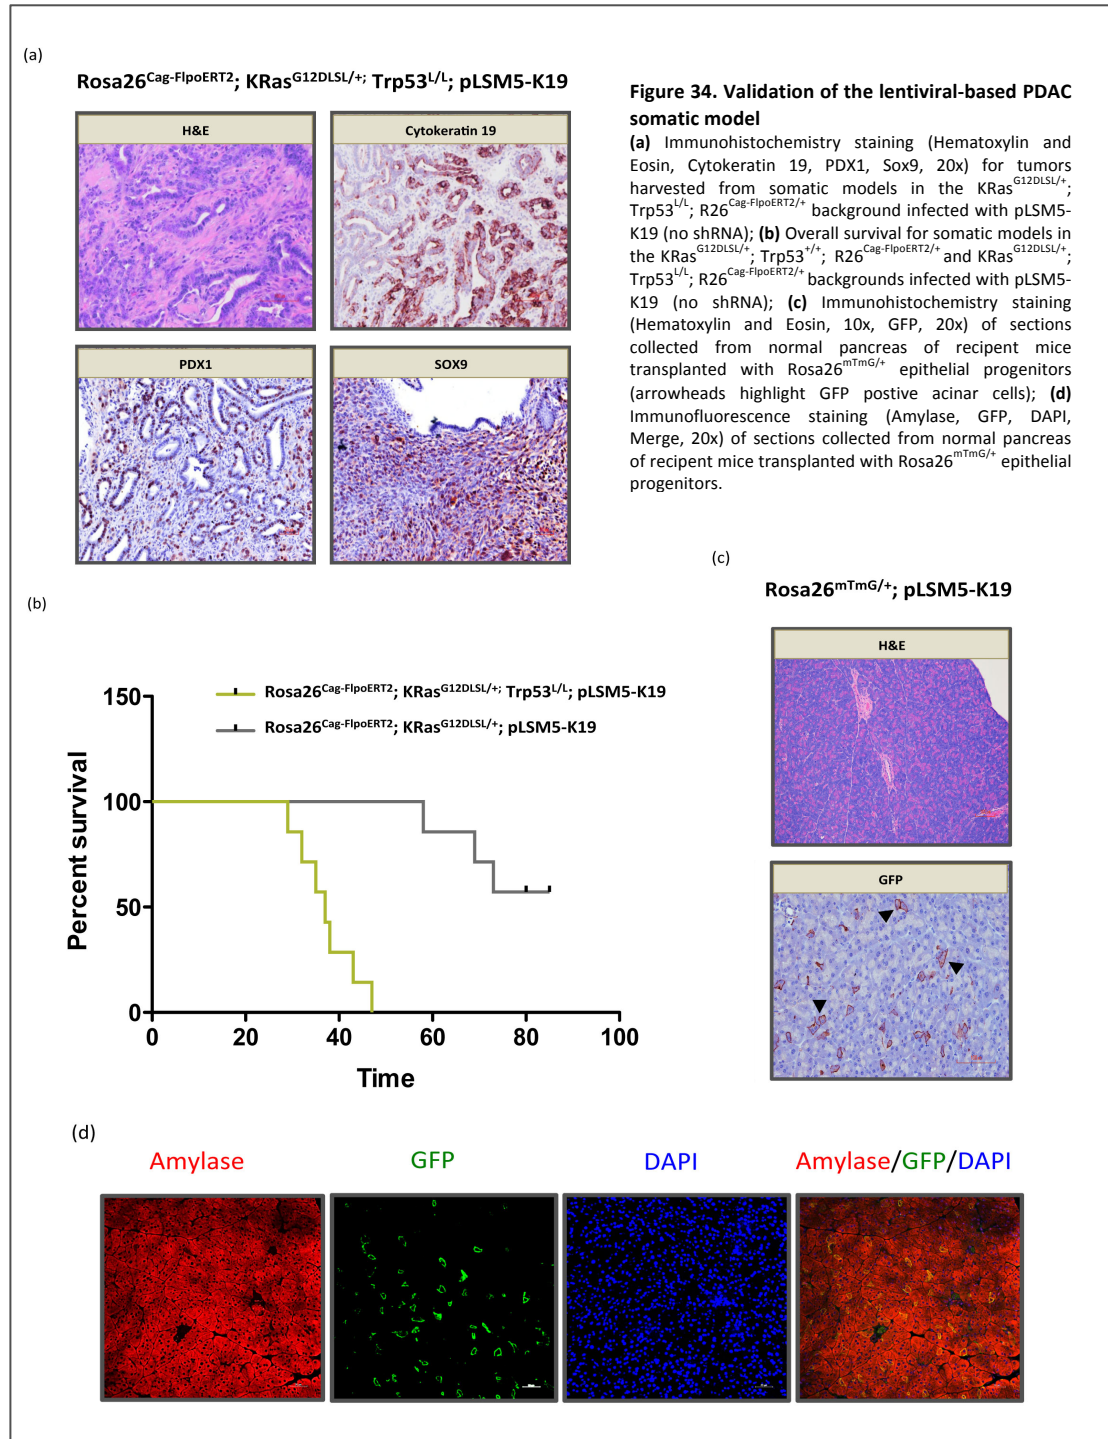 (a)
Rosa26Cag-FlpoERT2; KRasG12DLSL/+; Trp53L/L; pLSM5-K19
H&E
Cytokeratin 19
PDX1
SOX9
Figure 34. Validation of the lentiviral-based PDAC
somatic model
(a) Immunohistochemistry staining (Hematoxylin and
Eosin, Cytokeratin 19, PDX1, Sox9, 20x) for tumors
harvested from somatic models in the KRasG12DLSL/+;
Trp53L/L; R26Cag-FlpoERT2/+ background infected with pLSM5-
K19 (no shRNA); (b) Overall survival for somatic models in
the KRasG12DLSL/+; Trp53+/+; R26Cag-FlpoERT2/+ and KRasG12DLSL/+;
Trp53L/L; R26Cag-FlpoERT2/+ backgrounds infected with pLSM5-
K19 (no shRNA); (c) Immunohistochemistry staining
(Hematoxylin and Eosin, 10x, GFP, 20x) of sections
collected from normal pancreas of recipent mice
transplanted with Rosa26mTmG/+ epithelial progenitors
(arrowheads highlight GFP postive acinar cells); (d)
Immunofluorescence staining (Amylase, GFP, DAPI,
Merge, 20x) of sections collected from normal pancreas
of recipent mice transplanted with Rosa26mTmG/+ epithelial
progenitors.
(b)
Rosa26Cag-FlpoERT2; KRasG12DLSL/+; Trp53L/L; pLSM5-K19
Rosa26Cag-FlpoERT2; KRasG12DLSL/+; pLSM5-K19
Percent survival
150
100
50
0
0 20 40 60 80 100
Time
(c)
Rosa26mTmG/+; pLSM5-K19
H&E
GFP
(d)
Amylase
GFP
DAPI
Amylase/GFP/DAPI